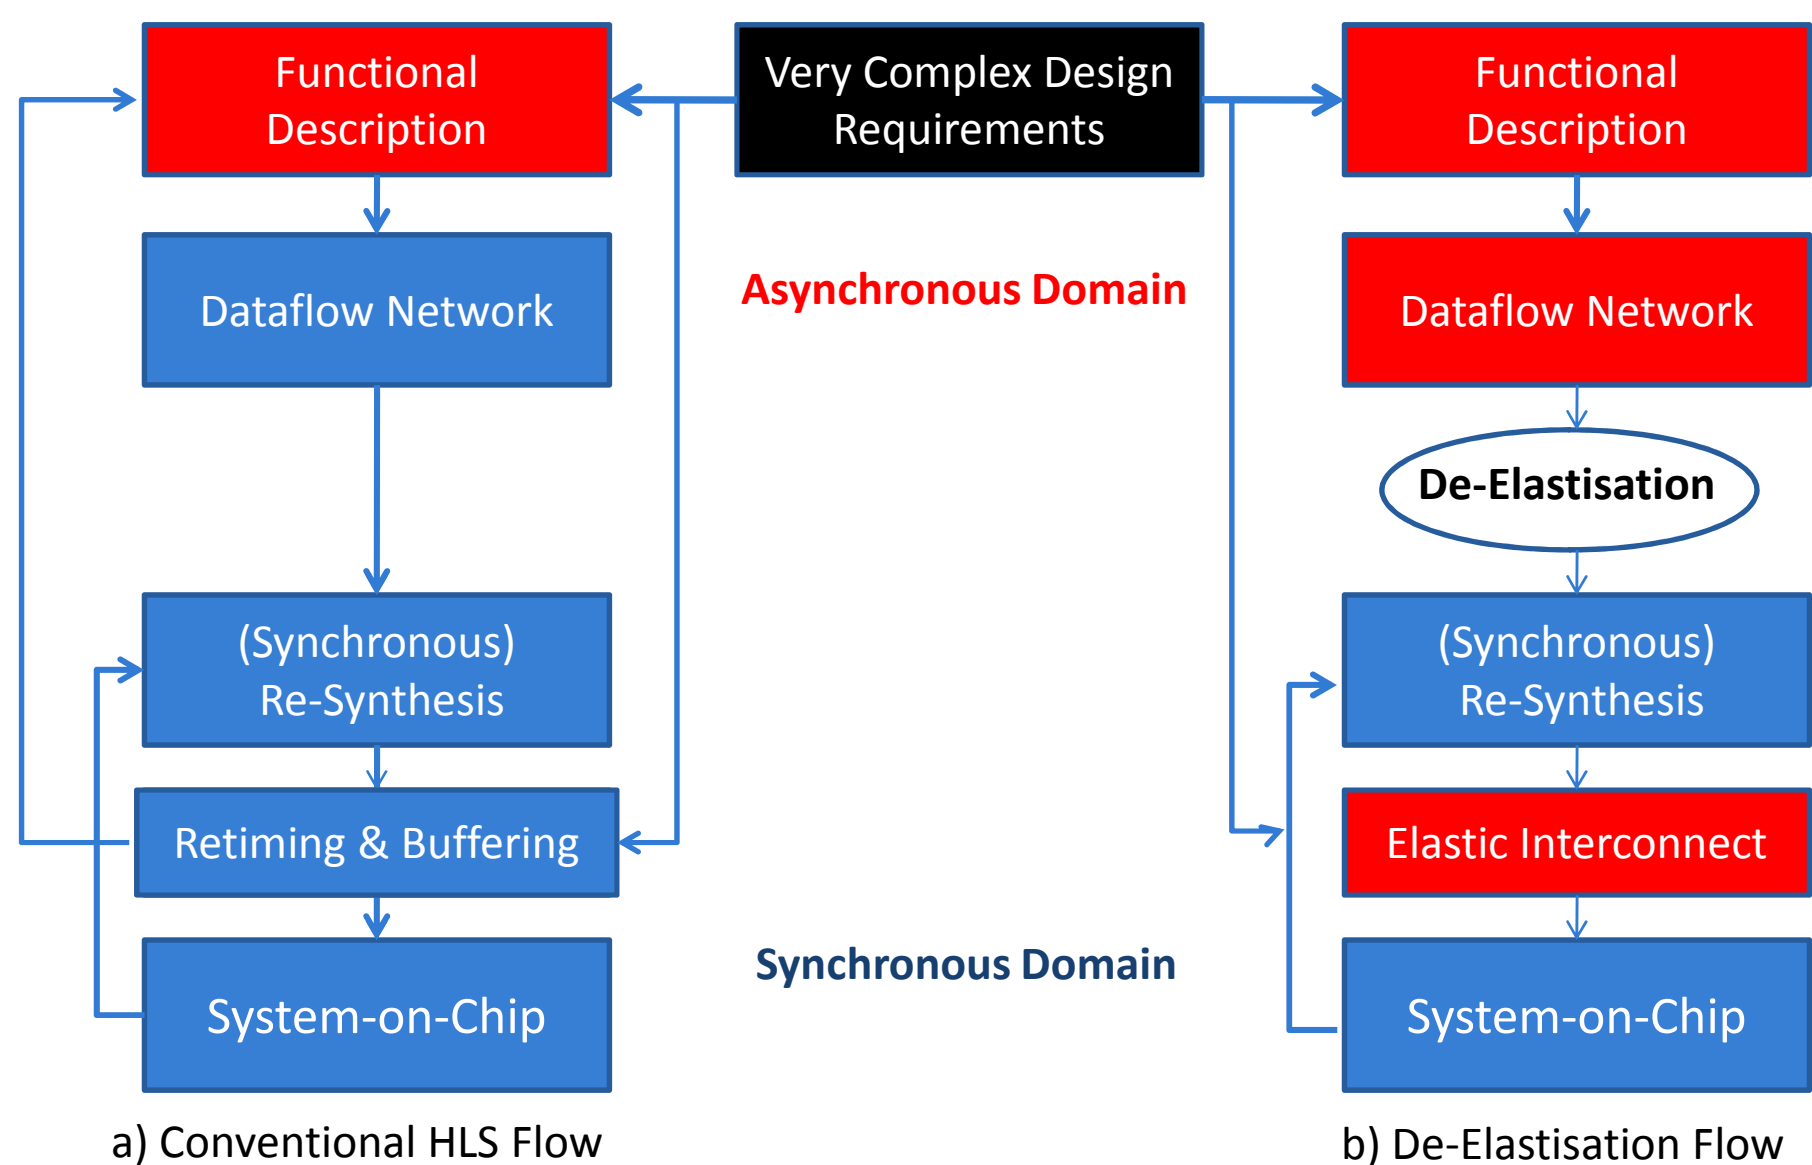 Functional
Description
Very Complex Design
Requirements
Functional
Description
Dataflow Network
Asynchronous Domain
Dataflow Network
De-Elastisation
(Synchronous)
Re-Synthesis
(Synchronous)
Re-Synthesis
Retiming & Buffering
Elastic Interconnect
Synchronous Domain
System-on-Chip
System-on-Chip
a) Conventional HLS Flow
b) De-Elastisation Flow